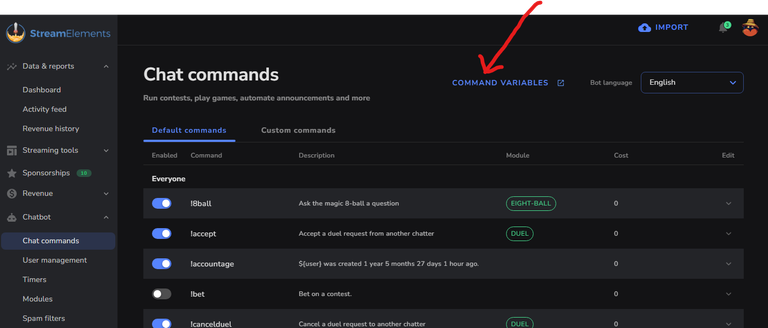 StreamElements
IMPORT
3
Data & reports
Dashboard
Activity feed
Revenue history
Streaming tools
Sponsorships 10
Revenue
Chatbot
Chat commands
User management
Timers
Modules
Spam filters
Chat commands
COMMAND VARIABLES
Bot language
English
Run contests, play games, automate announcements and more
Default commands Custom commands
Enabled Command Description Module Cost Edit
Everyone
!8ball Ask the magic 8-ball a question EIGHT-BALL 0
!accept Accept a duel request from another chatter DUEL 0
!accountage ${user} was created 1 year 5 months 27 days 1 hour ago. 0
!bet Bet on a contest. 0
!cancelduel Cancel a duel request to another chatter DUEL 0